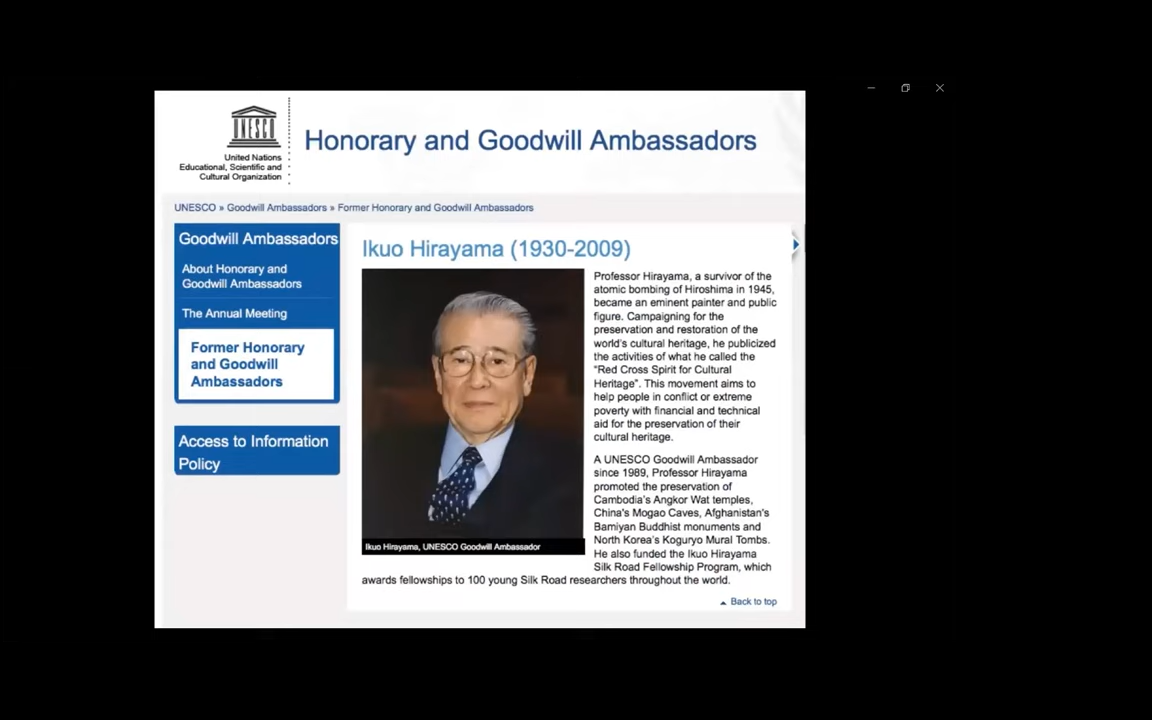 UNESCO
United Nations
Educational, Scientific and
Cultural Organization
Honorary and Goodwill Ambassadors
UNESCO » Goodwill Ambassadors » Former Honorary and Goodwill Ambassadors
Goodwill Ambassadors
About Honorary and
Goodwill Ambassadors
The Annual Meeting
Former Honorary
and Goodwill
Ambassadors
Access to Information
Policy
Ikuo Hirayama (1930-2009)
Ikuo Hirayama, UNESCO Goodwill Ambassador
Professor Hirayama, a survivor of the
atomic bombing of Hiroshima in 1945,
became an eminent painter and public
figure. Campaigning for the
preservation and restoration of the
world's cultural heritage, he publicized
the activities of what he called the
“Red Cross Spirit for Cultural
Heritage”. This movement aims to
help people in conflict or extreme
poverty with financial and technical
aid for the preservation of their
cultural heritage.
A UNESCO Goodwill Ambassador
since 1989, Professor Hirayama
promoted the preservation of
Cambodia's Angkor Wat temples,
China's Mogao Caves, Afghanistan's
Bamiyan Buddhist monuments and
North Korea's Koguryo Mural Tombs.
He also funded the Ikuo Hirayama
Silk Road Fellowship Program, which
awards fellowships to 100 young Silk Road researchers throughout the world.
Back to top